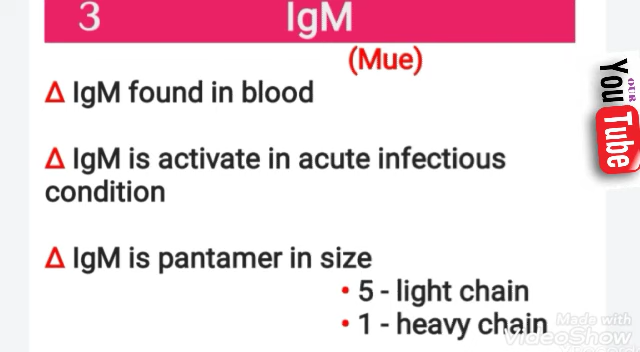 3 IgM
(Mue)
Δ IgM found in blood
Δ IgM is activate in acute infectious
condition
Δ IgM is pantamer in size
• 5 - light chain
• 1 - heavy chain
OUR
YouTube
Made with
VideoShow